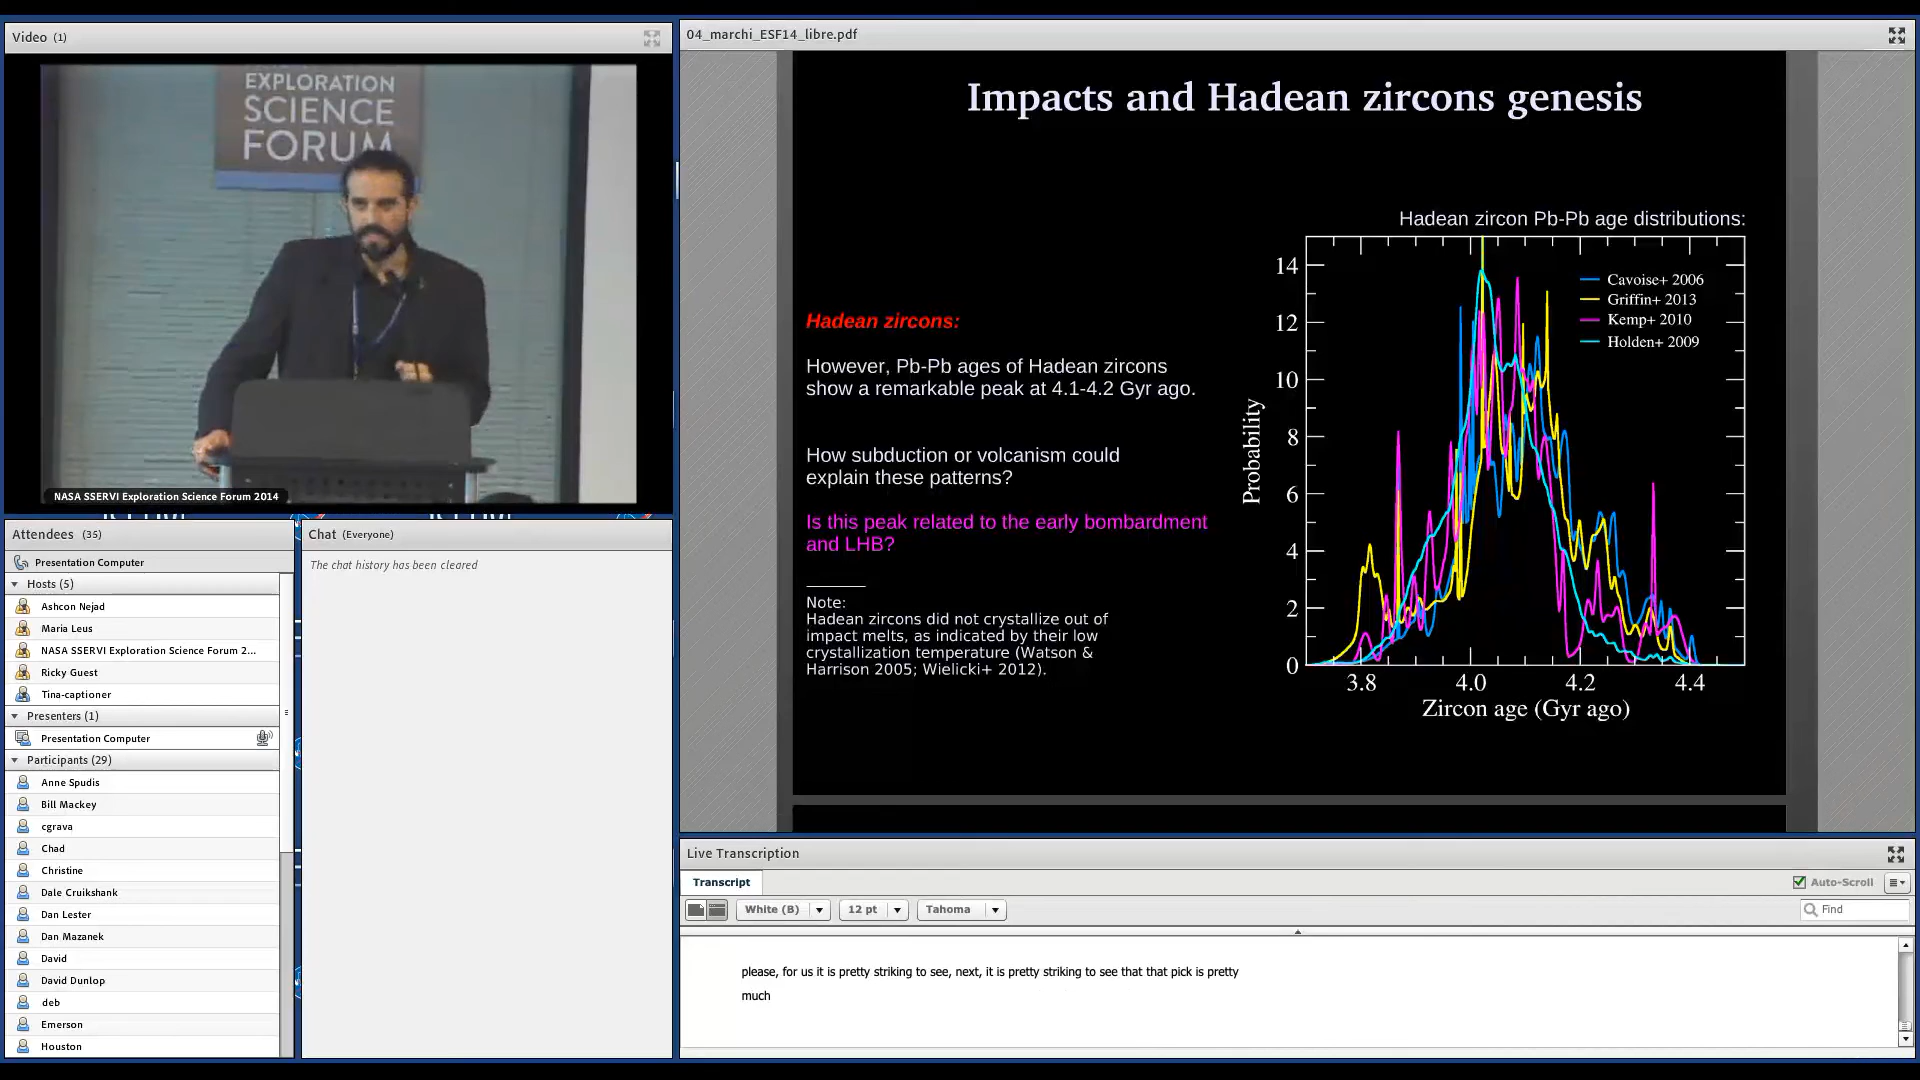 Video (1)
EXPLORATION
SCIENCE
FORUM
NASA SSERVI Exploration Science Forum 2014
Attendees (35)
Presentation Computer
Hosts (5)
Ashcon Nejad
Maria Leus
NASA SSERVI Exploration Science Forum 2...
Ricky Guest
Tina-captioner
Presenters (1)
Presentation Computer
Participants (29)
Anne Spudis
Bill Mackey
cgrava
Chad
Christine
Dale Cruikshank
Dan Lester
Dan Mazanek
David
David Dunlop
deb
Emerson
Houston
Chat (Everyone)
The chat history has been cleared
04_marchi_ESF14_libre.pdf
Impacts and Hadean zircons genesis
Hadean zircons:
However, Pb-Pb ages of Hadean zircons
show a remarkable peak at 4.1-4.2 Gyr ago.
How subduction or volcanism could
explain these patterns?
Is this peak related to the early bombardment
and LHB?
Note:
Hadean zircons did not crystallize out of
impact melts, as indicated by their low
crystallization temperature (Watson &
Harrison 2005; Wielicki+ 2012).
Hadean zircon Pb-Pb age distributions:
Cavoise+ 2006
Griffin+ 2013
Kemp+ 2010
Holden+ 2009
Probability
14
12
10
8
6
4
2
0
3.8 4.0 4.2 4.4
Zircon age (Gyr ago)
Live Transcription
Transcript
Auto-Scroll
White (B) 12 pt Tahoma Find
please, for us it is pretty striking to see, next, it is pretty striking to see that that pick is pretty
much